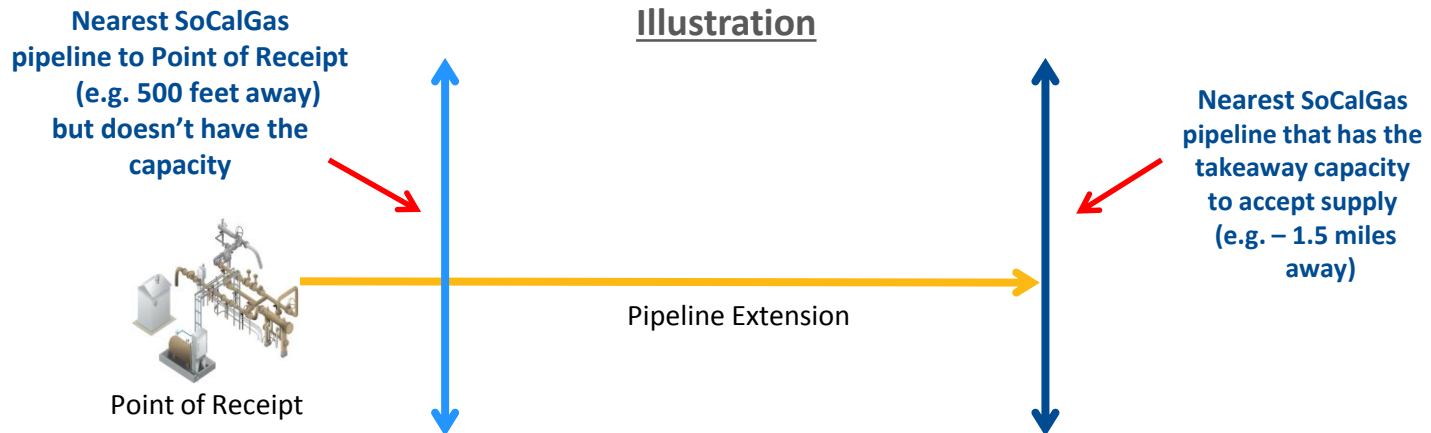 Illustration
Nearest SoCalGas
pipeline to Point of Receipt
(e.g. 500 feet away)
but doesn’t have the
capacity
Nearest SoCalGas
pipeline that has the
takeaway capacity
to accept supply
(e.g. – 1.5 miles
away)
Pipeline Extension
Point of Receipt